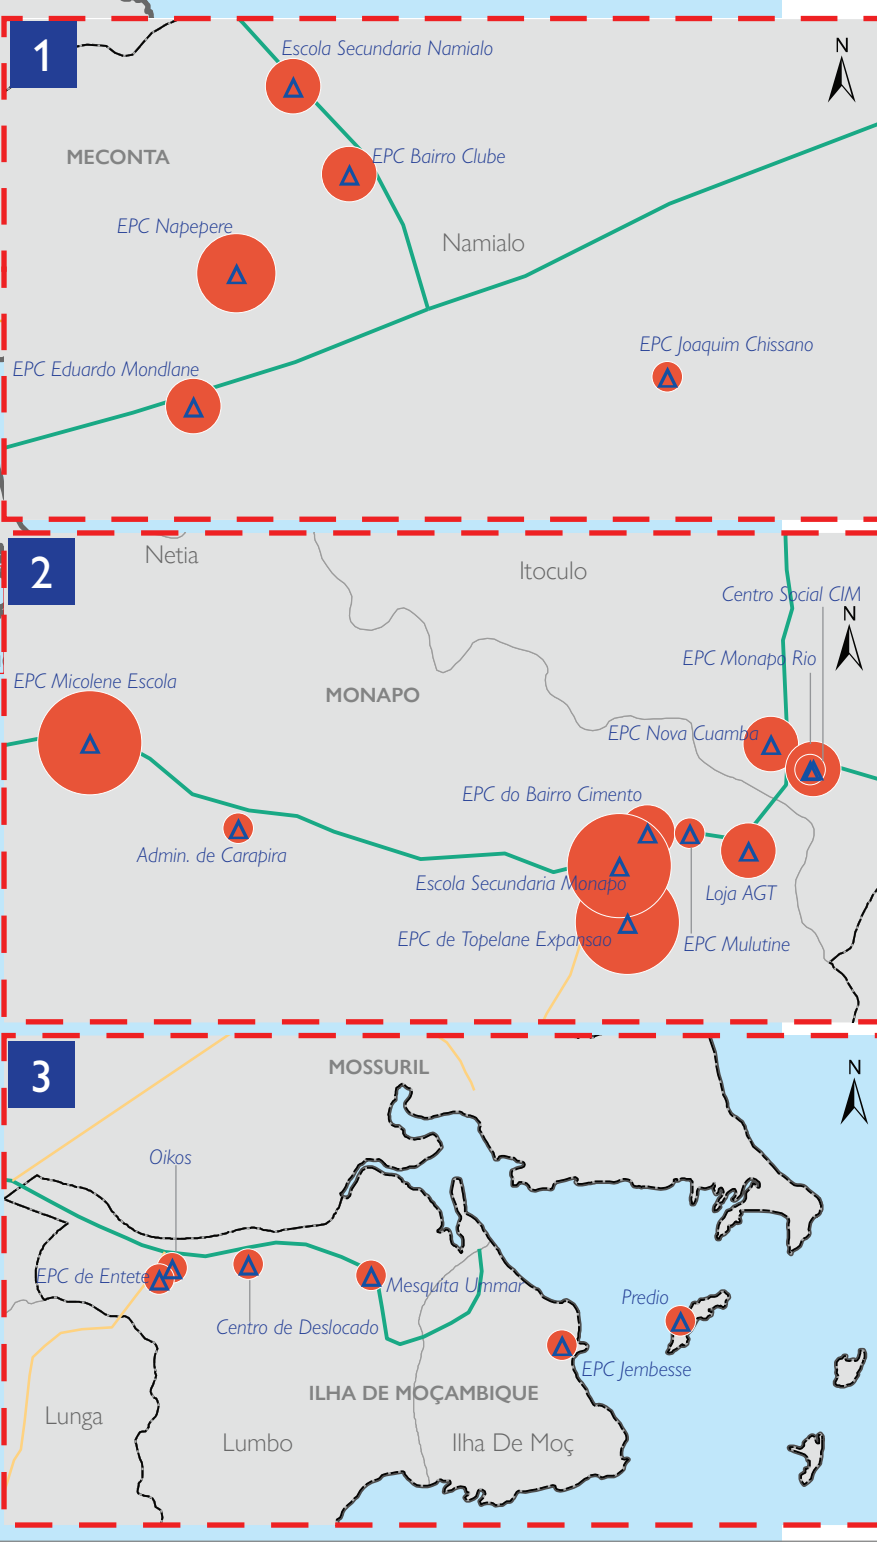 1
N
Escola Secundaria Namialo
MECONTA
EPC Bairro Clube
EPC Napepere
Namialo
EPC Joaquim Chissano
EPC Eduardo Mondlane
2
Netia
Itoculo
Centro Social CIM
N
EPC Monapo Rio
EPC Micolene Escola
MONAPO
EPC Nova Cuamba
EPC do Bairro Cimento
Admin. de Carapira
Escola Secundaria Monapo
Loja AGT
EPC de Topelane Expansao
EPC Mulutine
3
MOSSURIL
N
Oikos
EPC de Entete
Mesquita Ummar
Predio
Centro de Deslocado
EPC Jembesse
ILHA DE MOÇAMBIQUE
Lunga
Lumbo
Ilha De Moç